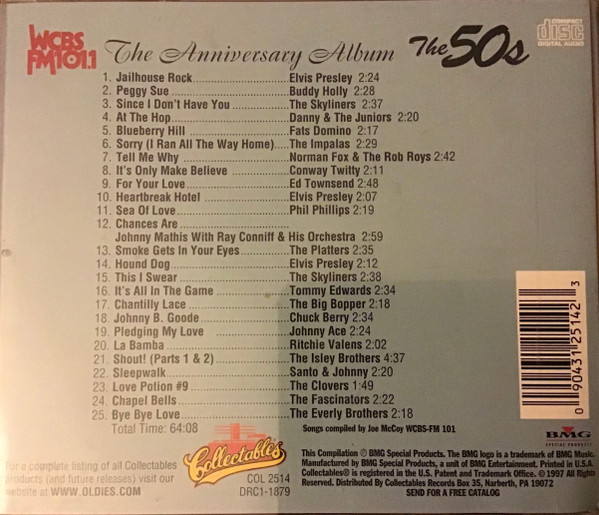 WCBS
FM101.1
The Anniversary Album The 50s
COMPACT
disc
DIGITAL AUDIO
1. Jailhouse Rock Elvis Presley 2:24
2. Peggy Sue Buddy Holly 2:28
3. Since I Don't Have You The Skyliners 2:37
4. At The Hop Danny & The Juniors 2:20
5. Blueberry Hill Fats Domino 2:17
6. Sorry (I Ran All The Way Home) The Impalas 2:29
7. Tell Me Why Norman Fox & The Rob Roys 2:42
8. It's Only Make Believe Conway Twitty 2:11
9. For Your Love Ed Townsend 2:48
10. Heartbreak Hotel Elvis Presley 2:07
11. Sea Of Love Phil Phillips 2:19
12. Chances Are
Johnny Mathis With Ray Conniff & His Orchestra 2:59
13. Smoke Gets In Your Eyes The Platters 2:35
14. Hound Dog Elvis Presley 2:12
15. This I Swear The Skyliners 2:38
16. It's All In The Game Tommy Edwards 2:34
17. Chantilly Lace The Big Bopper 2:18
18. Johnny B. Goode Chuck Berry 2:34
19. Pledging My Love Johnny Ace 2:24
20. La Bamba Ritchie Valens 2:02
21. Shout! (Parts 1 & 2) The Isley Brothers 4:37
22. Sleepwalk Santo & Johnny 2:20
23. Love Potion #9 The Clovers 1:49
24. Chapel Bells The Fascinators 2:22
25. Bye Bye Love The Everly Brothers 2:18
Total Time: 64:08
Songs compiled by Joe McCoy WCBS-FM 101
0 90431 25142 3
BMG
SPECIAL PRODUCTS
For a complete listing of all Collectables
products (and future releases) visit our
website at WWW.OLDIES.COM
Collectables
COL 2514
DRC1-1879
This Compilation ℗ BMG Special Products. The BMG logo is a trademark of BMG Music.
Manufactured by BMG Special Products, a unit of BMG Entertainment. Printed in U.S.A.
Collectables® is registered in the U.S. Patent and Trademark Office. © 1997 All Rights
Reserved. Distributed by Collectables Records Box 35, Narberth, PA 19072
SEND FOR A FREE CATALOG